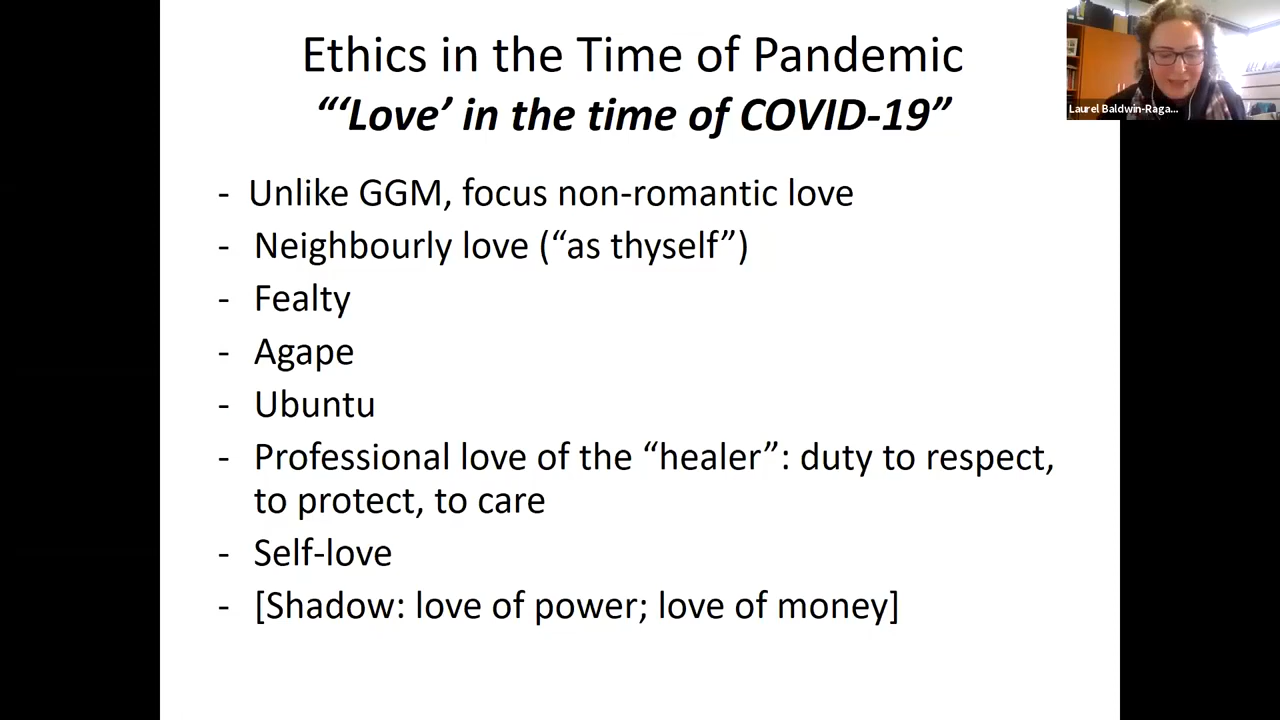 Ethics in the Time of Pandemic
“‘Love’ in the time of COVID-19”
Laurel Baldwin-Raga...
- Unlike GGM, focus non-romantic love
- Neighbourly love (“as thyself”)
- Fealty
- Agape
- Ubuntu
- Professional love of the “healer”: duty to respect,
to protect, to care
- Self-love
- [Shadow: love of power; love of money]